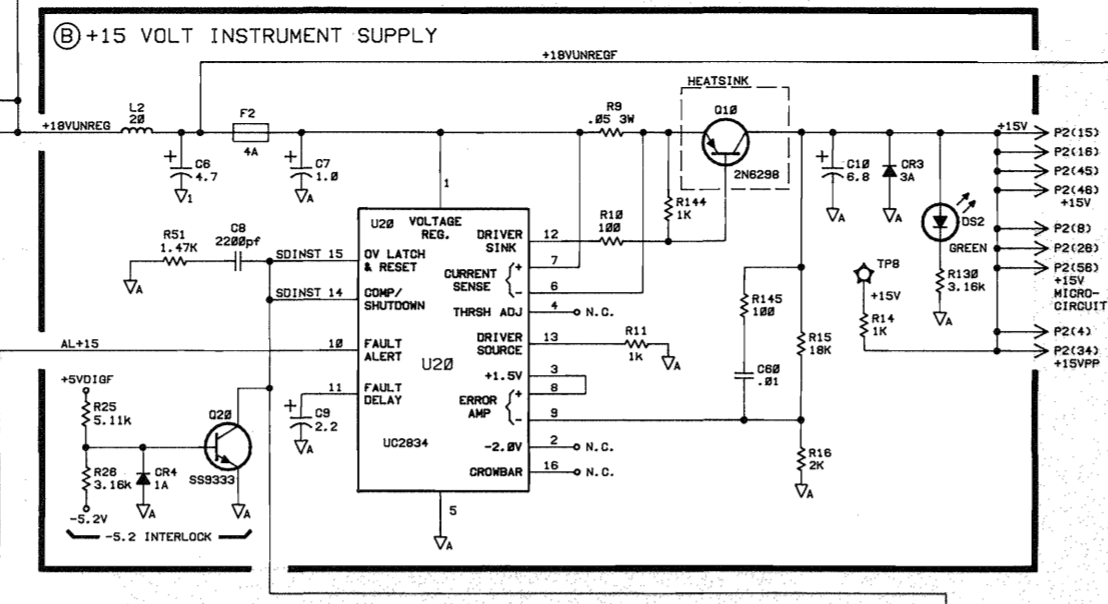 B +15 VOLT INSTRUMENT SUPPLY
+18VUNREGF
HEATSINK
L2
20
+18VUNREG
F2
4A
R9
.05 3W
Q10
2N6298
+15V
P2(15)
P2(16)
P2(45)
P2(46)
+15V
P2(8)
P2(26)
P2(56)
+15V
MICRO-
CIRCUIT
P2(4)
P2(34)
+15VPP
C6
4.7
1
C7
1.0
A
1
C10
6.8
A
CR3
3A
A
DS2
GREEN
R130
3.16k
A
TP8
+15V
R14
1K
R144
1K
R10
100
R51
1.47K
C8
2200pf
A
SDINST 15
SDINST 14
U20 VOLTAGE
REG.
OV LATCH
& RESET
COMP/
SHUTDOWN
DRIVER
SINK
12
CURRENT
SENSE
+
-
7
6
THRSH ADJ
4
N.C.
DRIVER
SOURCE
13
R11
1k
A
AL+15
10
FAULT
ALERT
U20
+1.5V
3
8
ERROR
AMP
+
-
9
11
FAULT
DELAY
C9
2.2
A
UC2834
-2.0V
2
N.C.
CROWBAR
16
N.C.
5
A
R145
100
C60
.01
R15
18K
R16
2K
A
+5VDIGF
R25
5.11k
Q20
SS9333
R26
3.16k
CR4
1A
A
A
-5.2V
-5.2 INTERLOCK